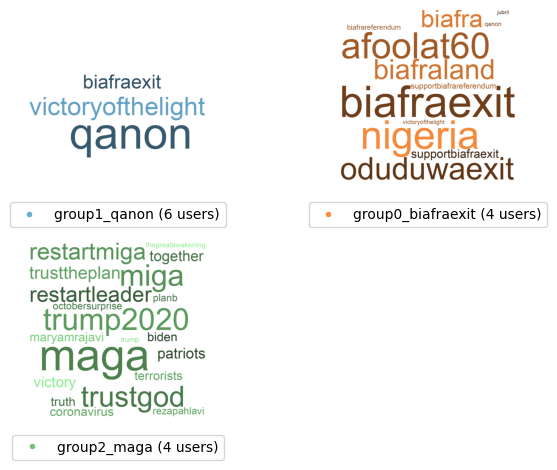 biafraexit
victoryofthelight
qanon
group1_qanon (6 users)
jubril
biafra
qanon
biafrareferendum
afoolat60
biafraland
supportbiafrareferendum
biafraexit
victoryofthelight
nigeria
supportbiafraexit
oduduwaexit
group0_biafraexit (4 users)
thegreatawakening
restartmiga
together
trusttheplan
miga
restartleader
planb
octobersurprise
trump2020
maryamrajavi
trump
biden
maga
patriots
terrorists
victory
trustgod
truth
coronavirus
rezapahlavi
group2_maga (4 users)